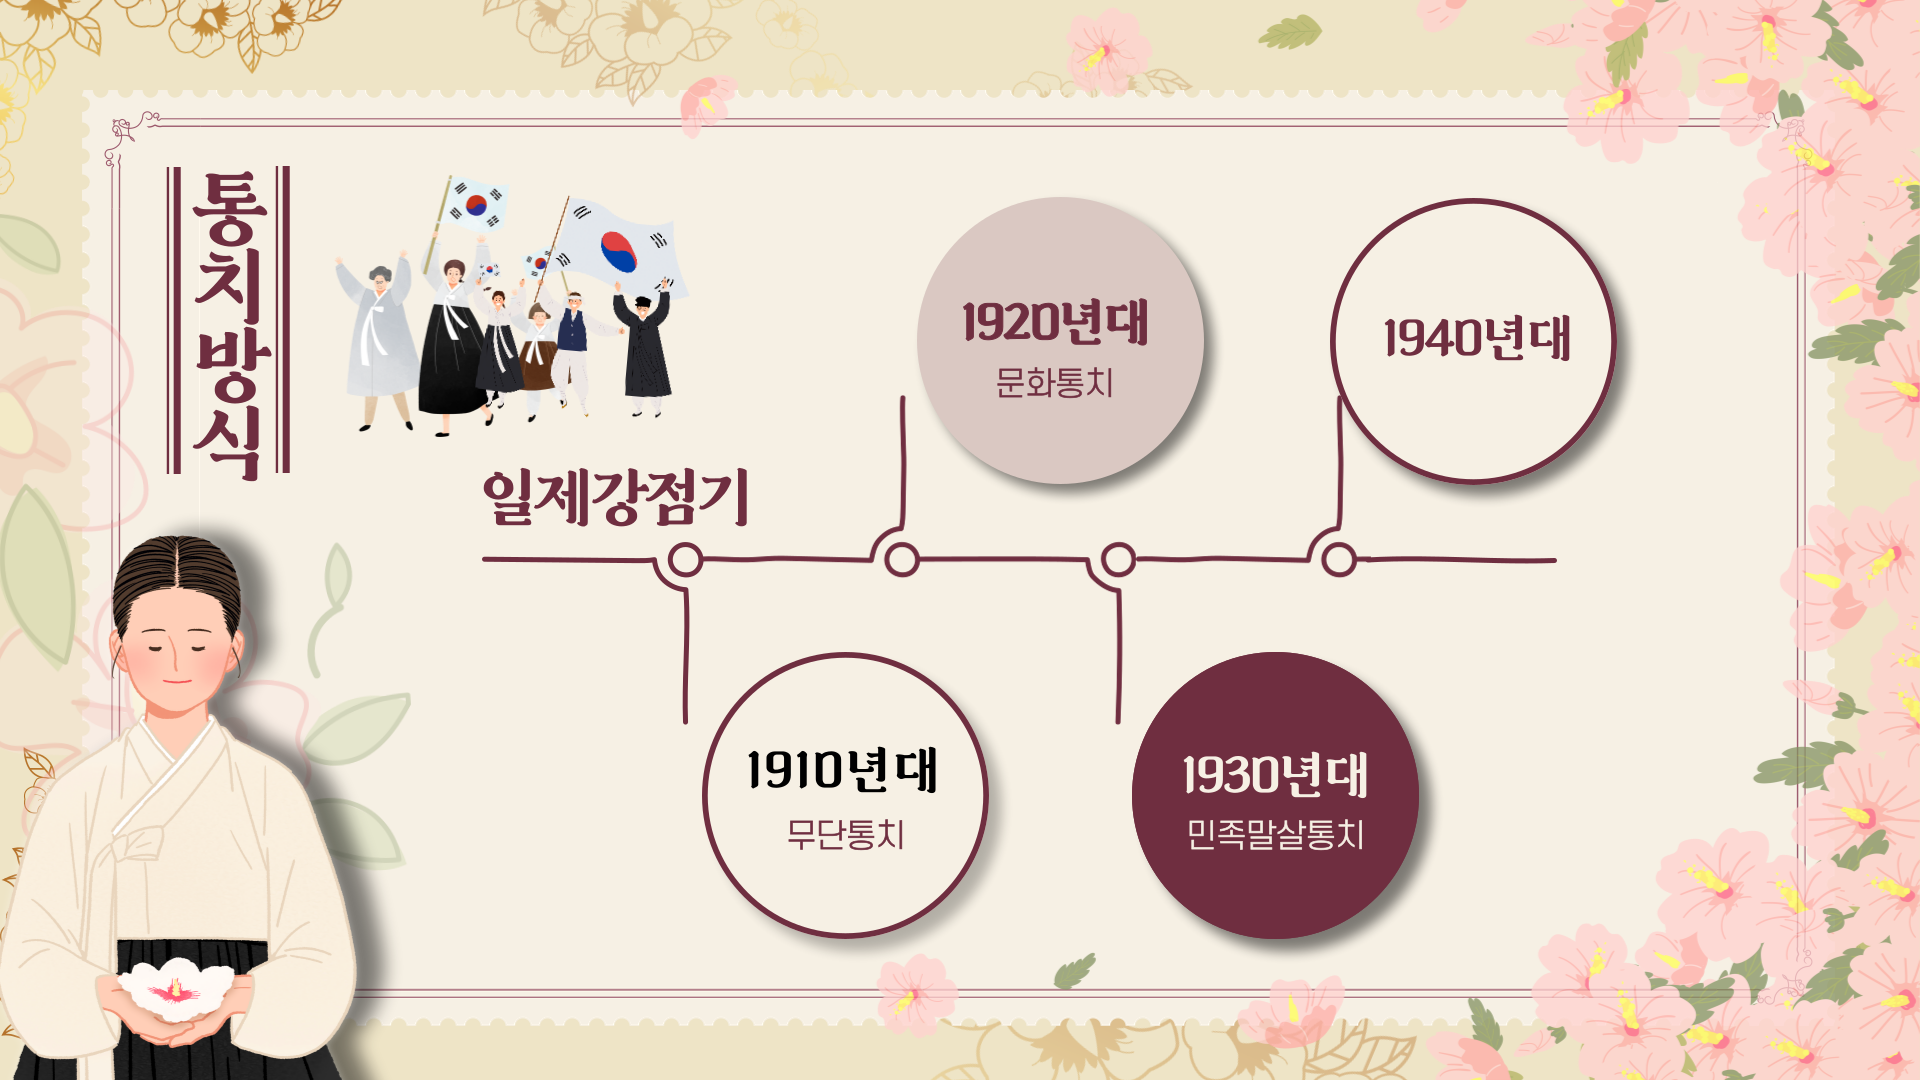 통치방식
일제강점기
1910년대
무단통치
1920년대
문화통치
1930년대
민족말살통치
1940년대